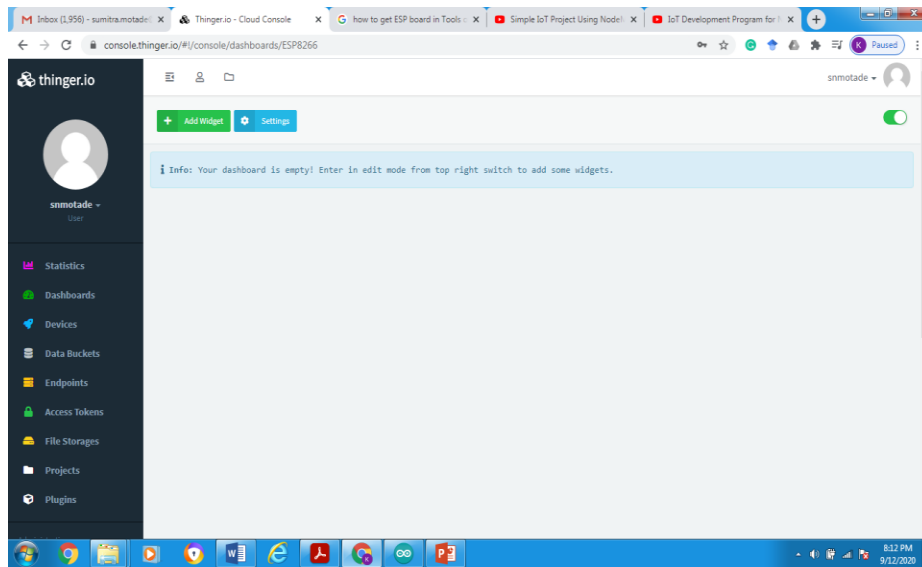 Inbox (1,956) - sumitra.motade
Thinger.io - Cloud Console
how to get ESP board in Tools
Simple IoT Project Using Node
IoT Development Program for
console.thinger.io/#!/console/dashboards/ESP8266
K Paused
thinger.io
snmotade
Add Widget
Settings
i Info: Your dashboard is empty! Enter in edit mode from top right switch to add some widgets.
snmotade
User
Statistics
Dashboards
Devices
Data Buckets
Endpoints
Access Tokens
File Storages
Projects
Plugins
8:12 PM
9/12/2020